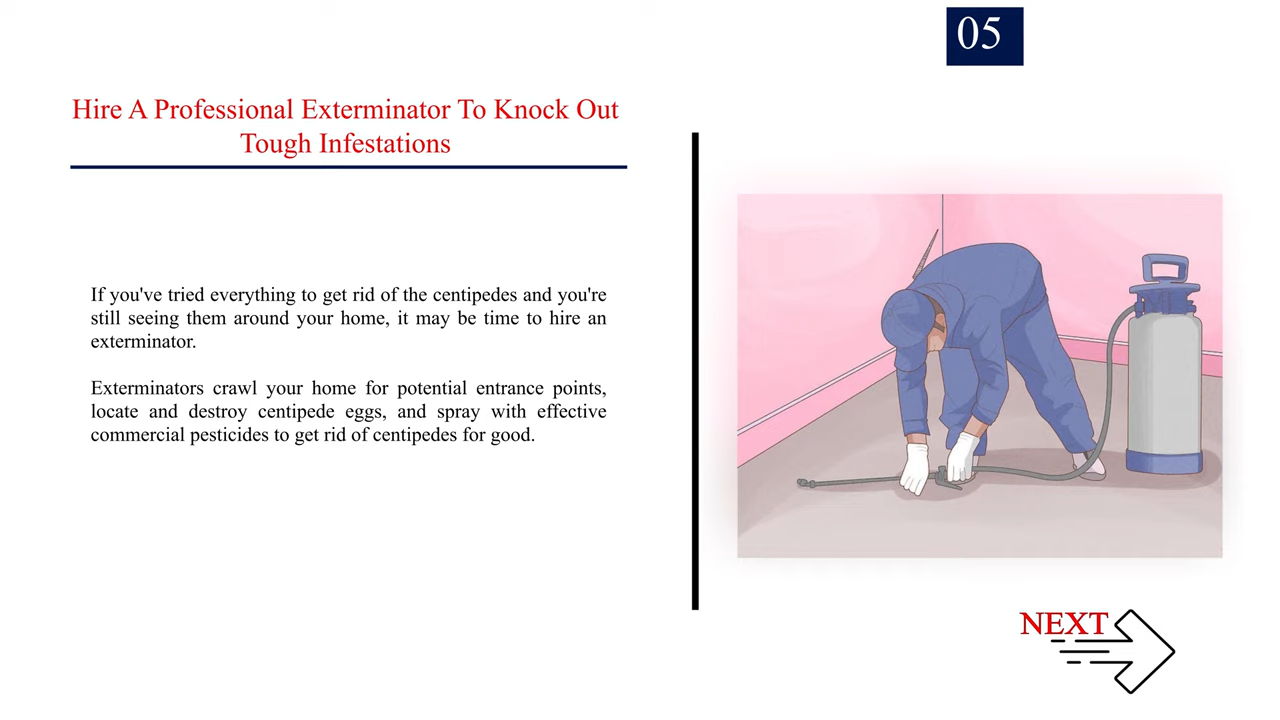 05
Hire A Professional Exterminator To Knock Out
Tough Infestations
If you've tried everything to get rid of the centipedes and you're
still seeing them around your home, it may be time to hire an
exterminator.
Exterminators crawl your home for potential entrance points,
locate and destroy centipede eggs, and spray with effective
commercial pesticides to get rid of centipedes for good.
NEXT